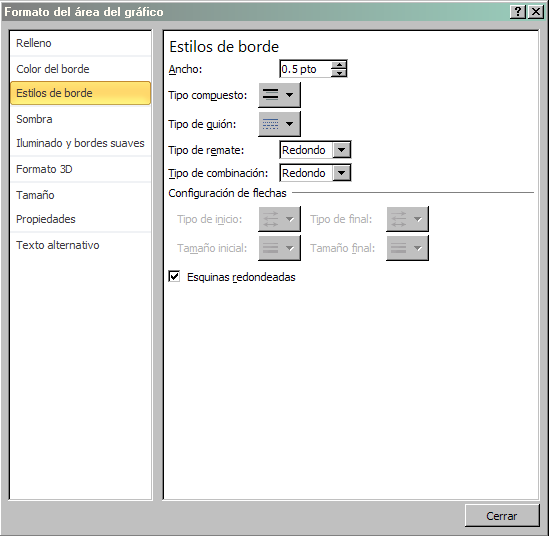 Formato del área del gráfico
Relleno
Color del borde
Estilos de borde
Sombra
Iluminado y bordes suaves
Formato 3D
Tamaño
Propiedades
Texto alternativo
Estilos de borde
Ancho: 0.5 pto
Tipo compuesto:
Tipo de guión:
Tipo de remate: Redondo
Tipo de combinación: Redondo
Configuración de flechas
Tipo de inicio: Tipo de final:
Tamaño inicial: Tamaño final:
Esquinas redondeadas
Cerrar